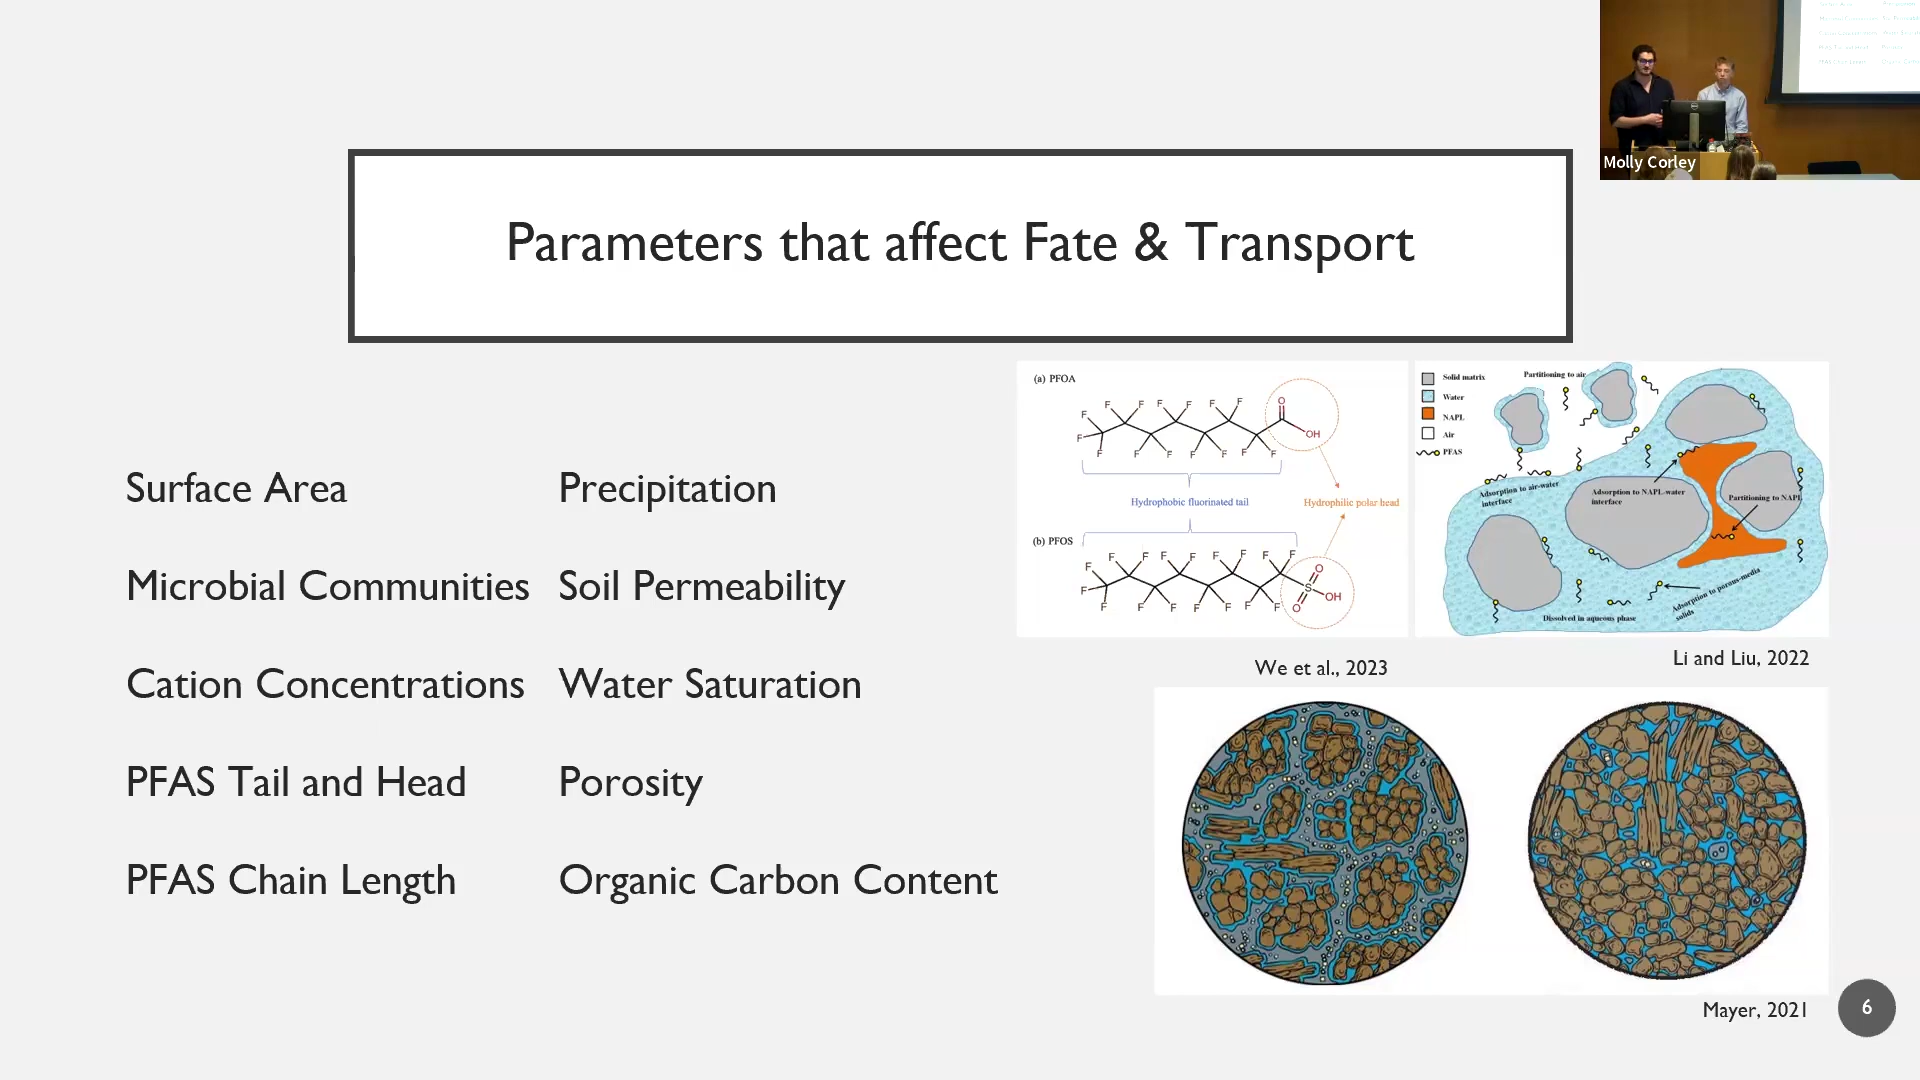 Molly Corley
Parameters that affect Fate & Transport
Surface Area
Precipitation
Microbial Communities
Soil Permeability
Cation Concentrations
Water Saturation
PFAS Tail and Head
Porosity
PFAS Chain Length
Organic Carbon Content
(a) PFOA
F F F F F F F F F F F F F F F
O
OH
Hydrophobic fluorinated tail
Hydrophilic polar head
(b) PFOS
F F F F F F F F F F F F F F F F F
O
S
OH
O
We et al., 2023
Solid matrix
Water
NAPL
Air
PFAS
Partitioning to air
Adsorption to air-water
interface
Adsorption to NAPL-water
interface
Partitioning to NAPL
Adsorption to porous-media
solids
Dissolved in aqueous phase
Li and Liu, 2022
Mayer, 2021
6